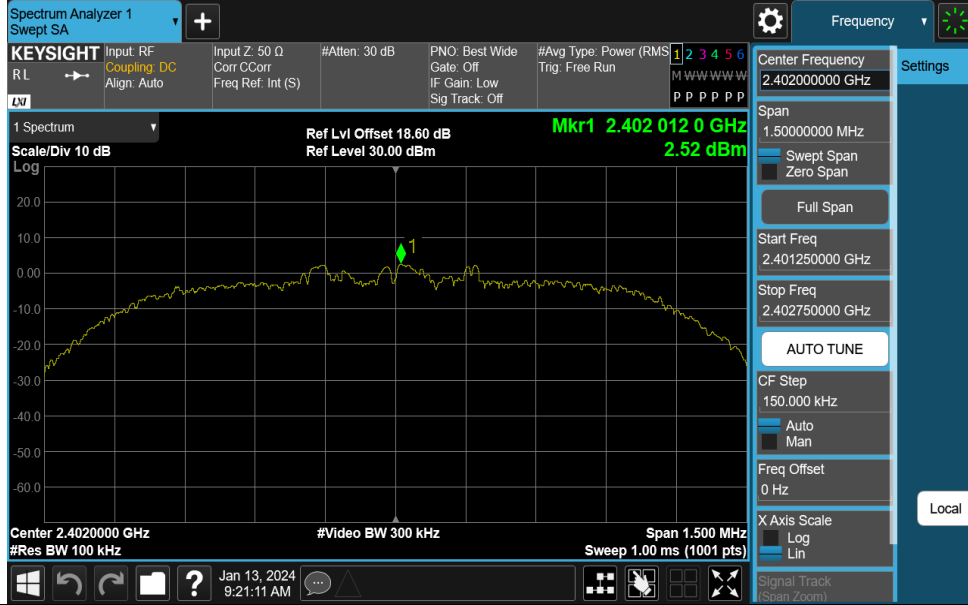 Spectrum Analyzer 1
Swept SA
+
Frequency
KEYSIGHT
R L
LXI
Input: RF
Coupling: DC
Align: Auto
Input Z: 50 Ω
Corr CCorr
Freq Ref: Int (S)
#Atten: 30 dB
PNO: Best Wide
Gate: Off
IF Gain: Low
Sig Track: Off
#Avg Type: Power (RMS
Trig: Free Run
1 2 3 4 5 6
M W W W W W
P P P P P P
1 Spectrum
Scale/Div 10 dB
Log
Ref Lvl Offset 18.60 dB
Ref Level 30.00 dBm
Mkr1 2.402 012 0 GHz
2.52 dBm
1
20.0
10.0
0.00
-10.0
-20.0
-30.0
-40.0
-50.0
-60.0
Center 2.4020000 GHz
#Res BW 100 kHz
#Video BW 300 kHz
Span 1.500 MHz
Sweep 1.00 ms (1001 pts)
?
Jan 13, 2024
9:21:11 AM
Center Frequency
2.402000000 GHz
Settings
Span
1.50000000 MHz
Swept Span
Zero Span
Full Span
Start Freq
2.401250000 GHz
Stop Freq
2.402750000 GHz
AUTO TUNE
CF Step
150.000 kHz
Auto
Man
Freq Offset
0 Hz
Local
X Axis Scale
Log
Lin
Signal Track
(Span Zoom)